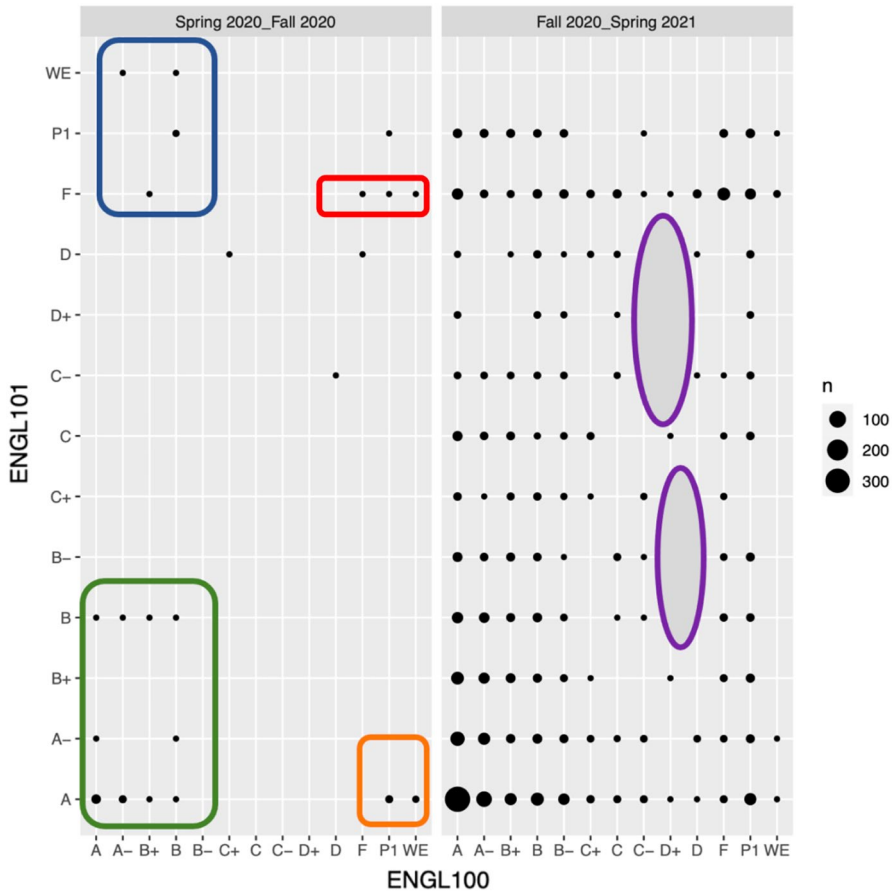 Spring 2020_Fall 2020
Fall 2020_Spring 2021
WE
P1
F
D
D+
C−
C
C+
B−
B
B+
A−
A
ENGL101
A A− B+ B B− C+ C C− D+ D F P1 WE
A A− B+ B B− C+ C C− D+ D F P1 WE
ENGL100
n
100
200
300